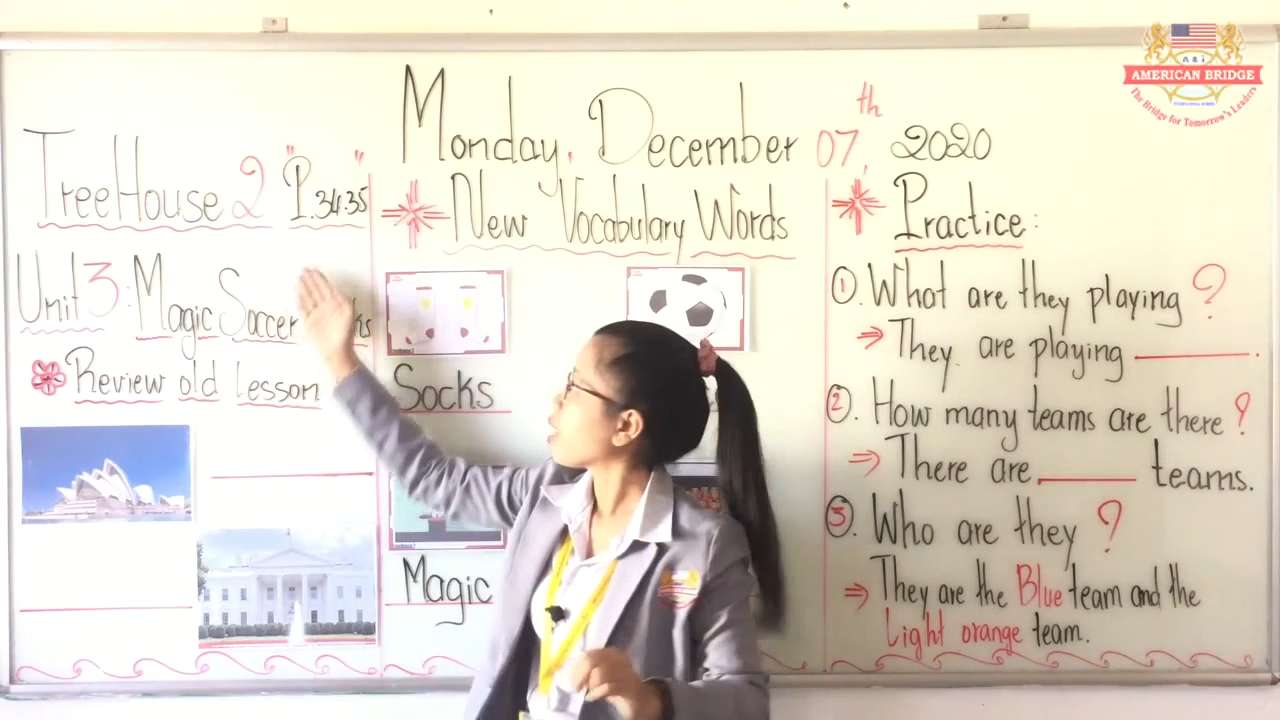 Monday, December 07th, 2020
TreeHouse 2 "P.34-35"
Unit 3: Magic Soccer
Review old lesson
New Vocabulary Words
Socks
Magic
Practice:
1. What are they playing?
⇒ They are playing ______.
2. How many teams are there?
⇒ There are ______ teams.
3. Who are they?
⇒ They are the Blue team and the
Light orange team.
AMERICAN BRIDGE
The Bridge for Tomorrow's Leaders